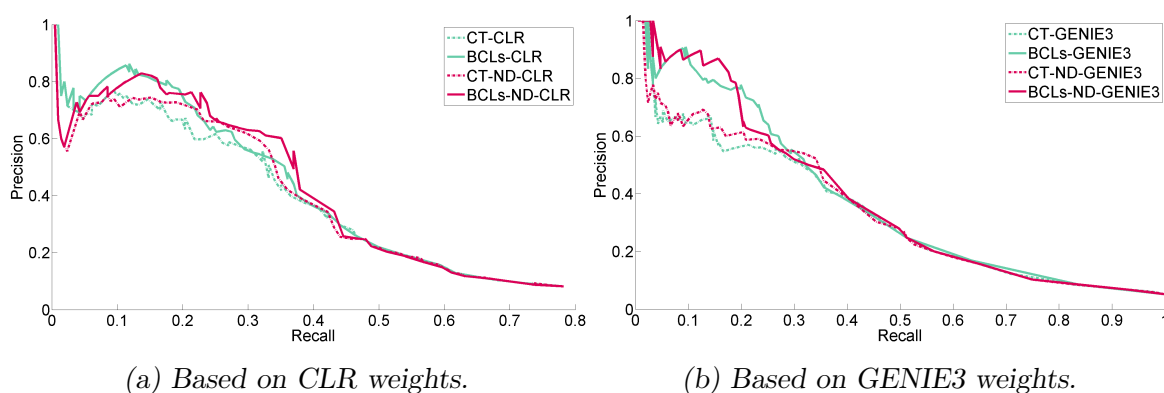 1
0.8
0.6
0.4
0.2
0
0.1
0.2
0.3
0.4
0.5
0.6
0.7
0.8
Precision
Recall
CT-CLR
BCLs-CLR
CT-ND-CLR
BCLs-ND-CLR
(a) Based on CLR weights.
1
0.8
0.6
0.4
0.2
0
0
0.1
0.2
0.3
0.4
0.5
0.6
0.7
0.8
0.9
1
Precision
Recall
CT-GENIE3
BCLs-GENIE3
CT-ND-GENIE3
BCLs-ND-GENIE3
(b) Based on GENIE3 weights.